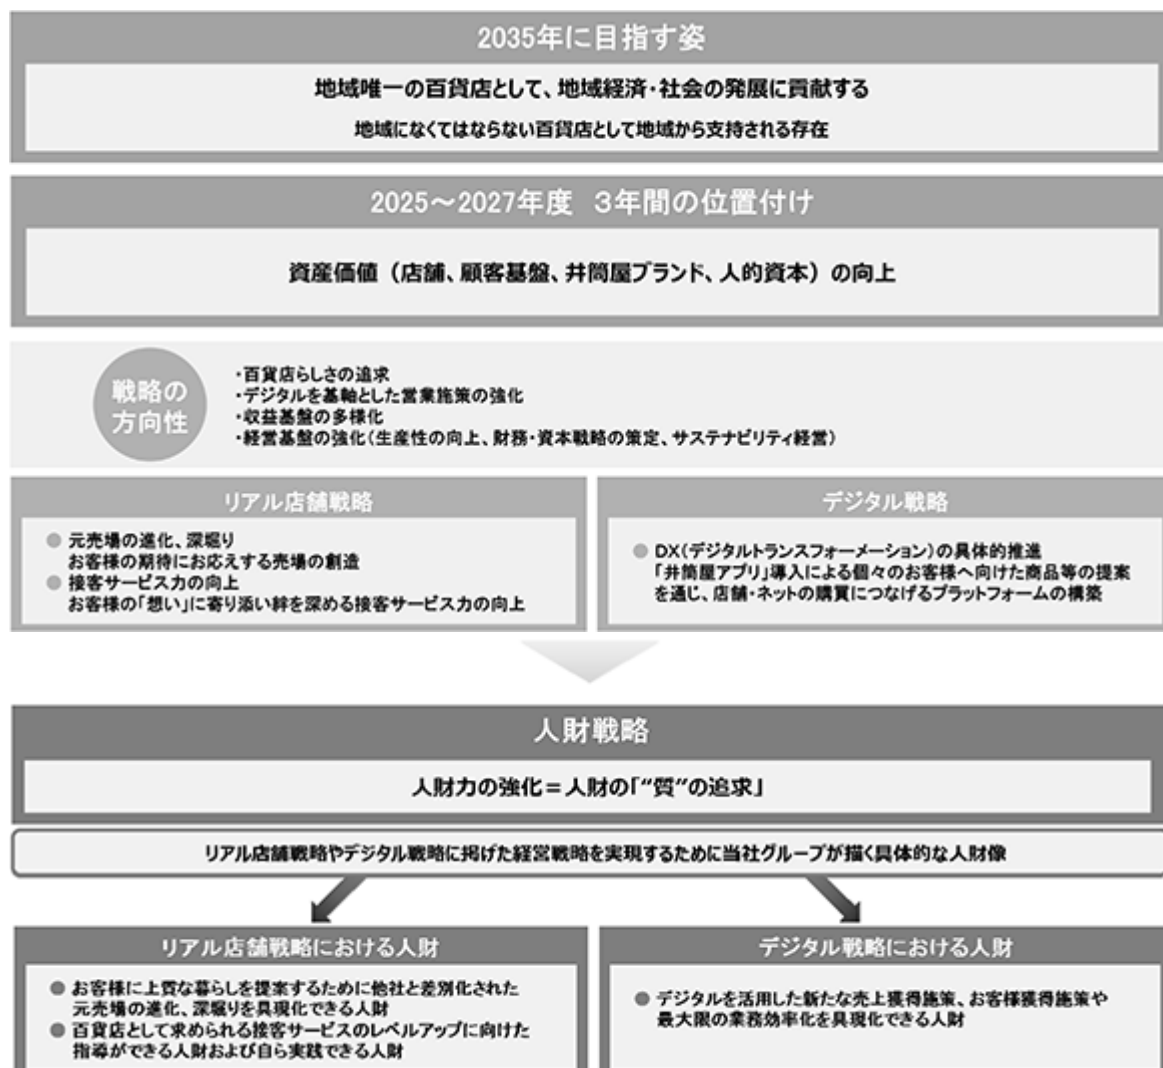 2035年に目指す姿
地域唯一の百貨店として、地域経済・社会の発展に貢献する
地域になくてはならない百貨店として地域から支持される存在
2025～2027年度　３年間の位置付け
資産価値（店舗、顧客基盤、井筒屋ブランド、人的資本）の向上
戦略の
方向性
・百貨店らしさの追求
・デジタルを基軸とした営業施策の強化
・収益基盤の多様化
・経営基盤の強化（生産性の向上、財務・資本戦略の策定、サステナビリティ経営）
リアル店舗戦略
● 元売場の進化、深堀り
お客様の期待にお応えする売場の創造
● 接客サービス力の向上
お客様の「想い」に寄り添い絆を深める接客サービス力の向上
デジタル戦略
● DX（デジタルトランスフォーメーション）の具体的推進
「井筒屋アプリ」導入による個々のお客様へ向けた商品等の提案
を通じ、店舗・ネットの購買につなげるプラットフォームの構築
人財戦略
人財力の強化＝人財の「“質”の追求」
リアル店舗戦略やデジタル戦略に掲げた経営戦略を実現するために当社グループが描く具体的な人財像
リアル店舗戦略における人財
● お客様に上質な暮らしを提案するために他社と差別化された
元売場の進化、深堀りを具現化できる人財
● 百貨店として求められる接客サービスのレベルアップに向けた
指導ができる人財および自ら実践できる人財
デジタル戦略における人財
● デジタルを活用した新たな売上獲得施策、お客様獲得施策や
最大限の業務効率化を具現化できる人財